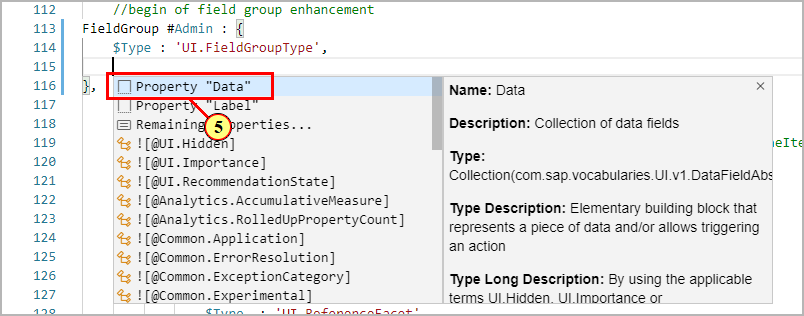 112 //begin of field group enhancement
113 FieldGroup #Admin : {
114 $Type : 'UI.FieldGroupType',
115
116 },
117
118
119
120
121
122
123
124
125
126
127
128 $Type : 'UI.ReferenceFacet'
Property "Data"
Property "Label"
Remaining properties...
![@UI.Hidden]
![@UI.Importance]
![@UI.RecommendationState]
![@Analytics.AccumulativeMeasure]
![@Analytics.RolledUpPropertyCount]
![@Common.Application]
![@Common.ErrorResolution]
![@Common.ExceptionCategory]
![@Common.Experimental]
5
Name: Data
Description: Collection of data fields
Type:
Collection(com.sap.vocabularies.UI.v1.DataFieldAbs
Type Description: Elementary building block that
represents a piece of data and/or allows triggering
an action
Type Long Description: By using the applicable
terms UI.Hidden, UI.Importance or